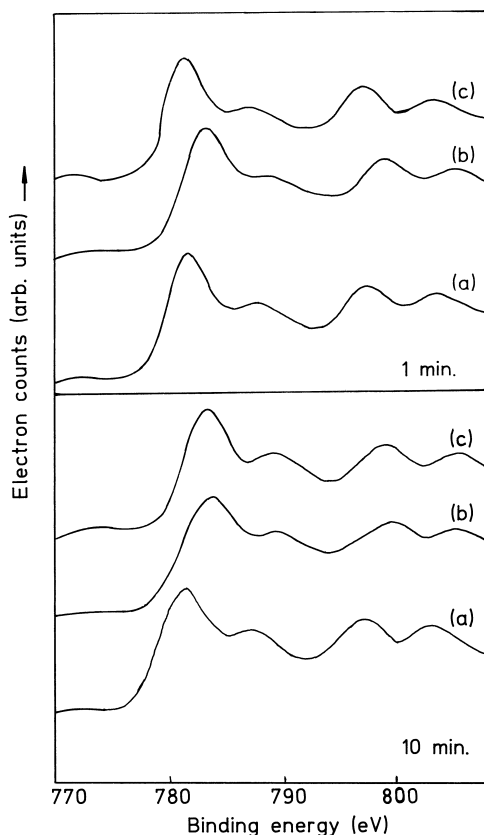 (c)
(b)
(a)
1 min.
(c)
(b)
(a)
10 min.
Electron counts (arb. units)
770 780 790 800
Binding energy (eV)